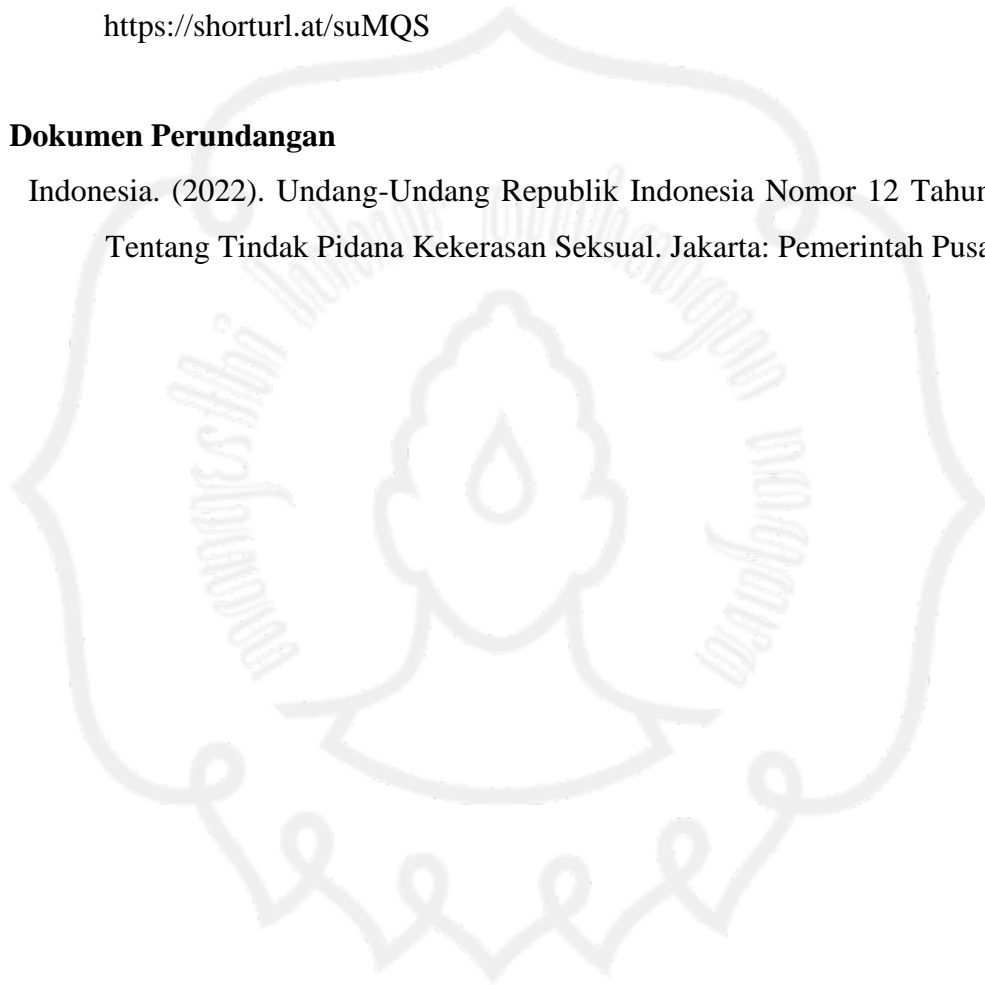 https://shorturl.at/suMQS
Dokumen Perundangan
Indonesia. (2022). Undang-Undang Republik Indonesia Nomor 12 Tahun
Tentang Tindak Pidana Kekerasan Seksual. Jakarta: Pemerintah